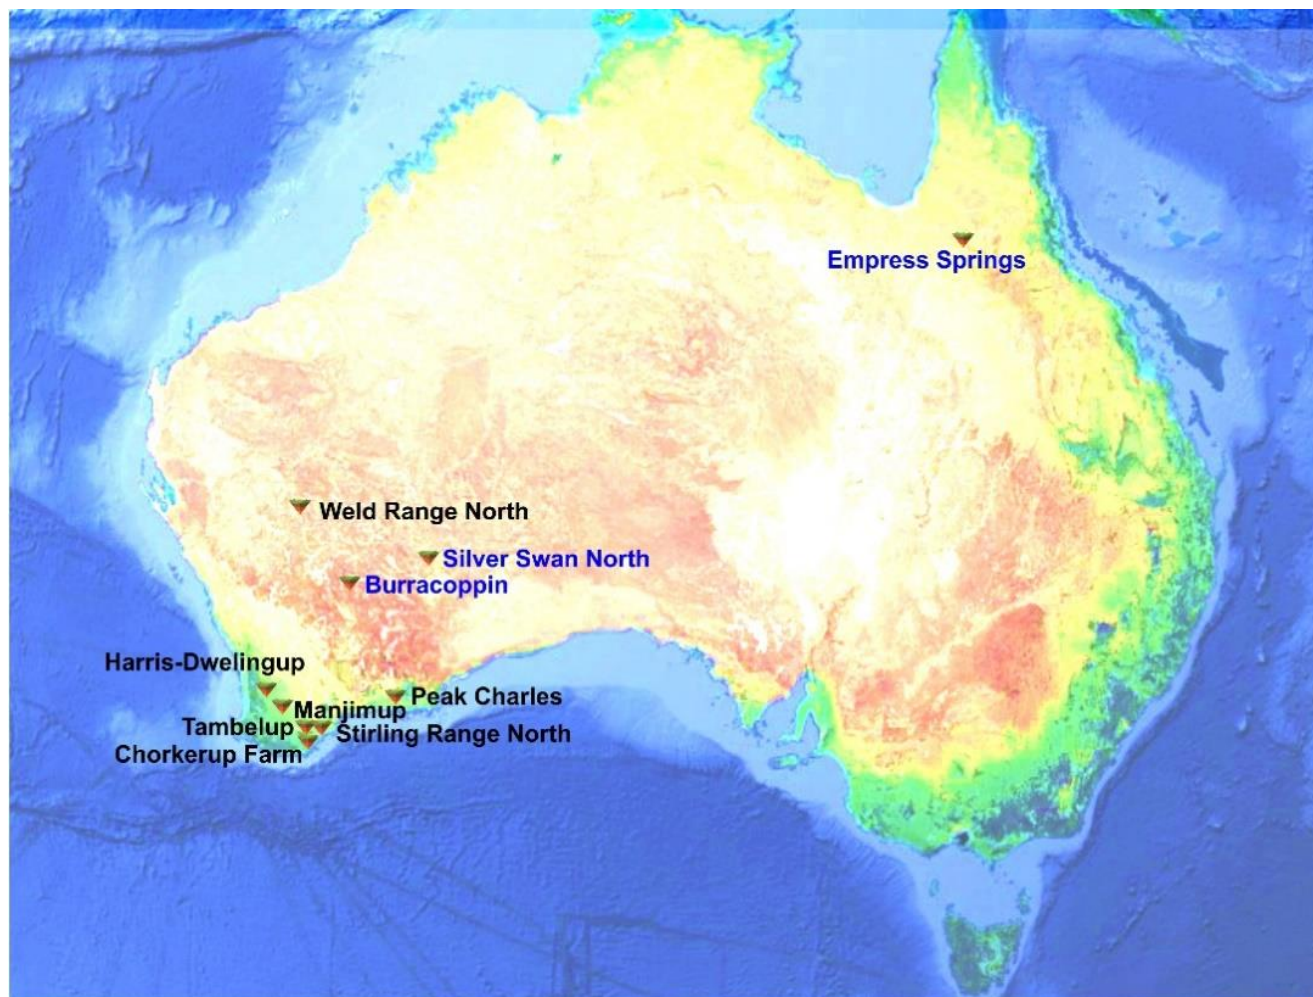 Empress Springs
Weld Range North
Silver Swan North
Burracoppin
Harris-Dwelingup
Peak Charles
Manjimup
Tambelup
Stirling Range North
Chorkerup Farm